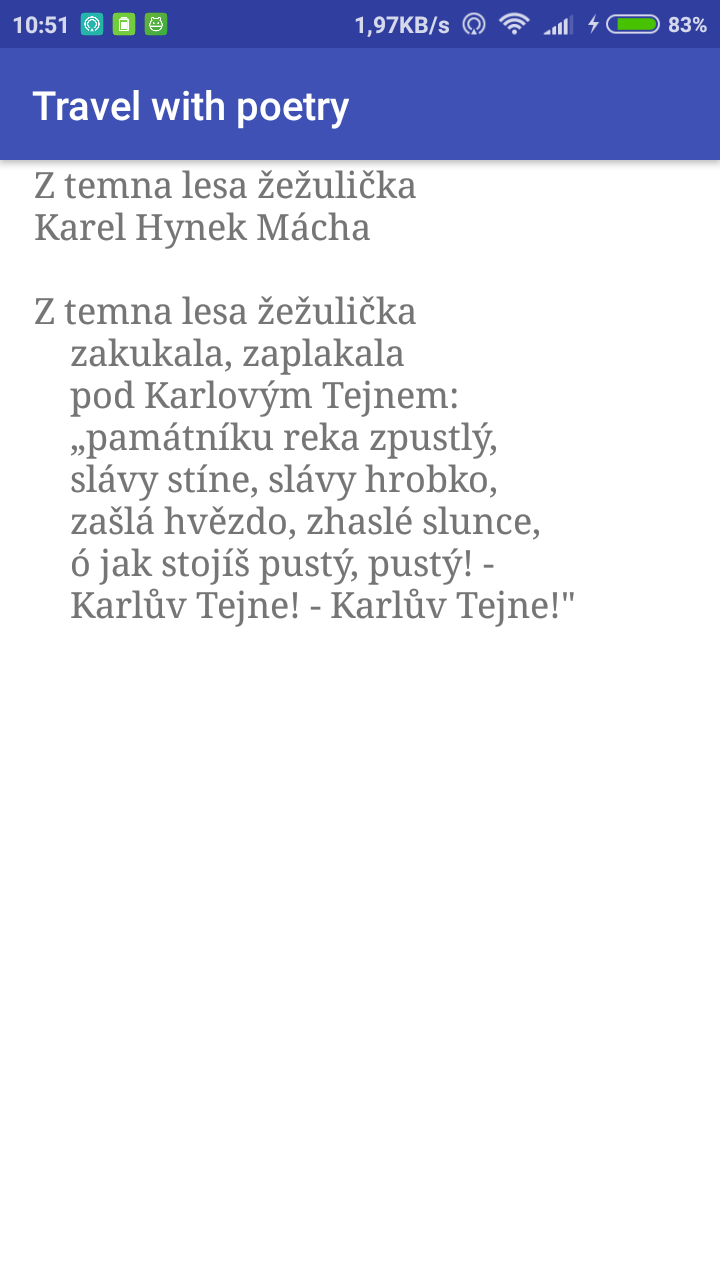 10:51 1,97KB/s 83%
Travel with poetry
Z temna lesa žežulička
Karel Hynek Mácha
Z temna lesa žežulička
zakukala, zaplakala
pod Karlovým Tejnem:
„památníku reka zpustlý,
slávy stíne, slávy hrobko,
zašlá hvězdo, zhaslé slunce,
ó jak stojíš pustý, pustý! -
Karlův Tejne! - Karlův Tejne!"